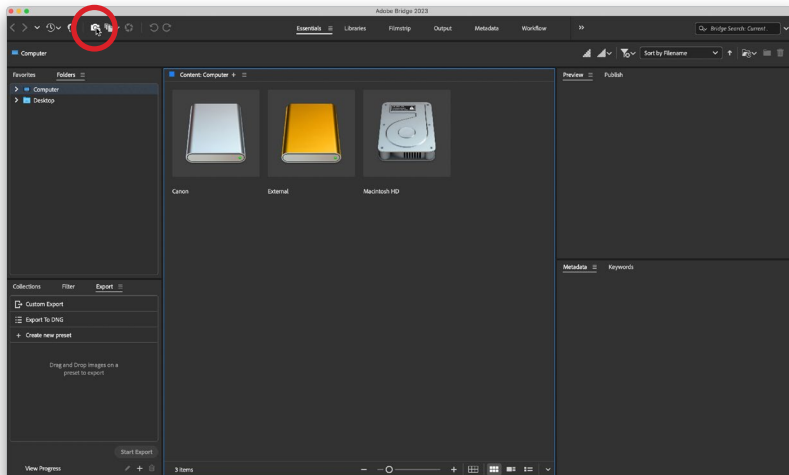 Adobe Bridge 2023
Essentials
Libraries
Filmstrip
Output
Metadata
Workflow
Bridge Search: Current .
Computer
Sort by Filename
Favorites
Folders
Content: Computer
Preview
Publish
Computer
Desktop
Canon
External
Macintosh HD
Metadata
Keywords
Collections
Filter
Export
Custom Export
Export To DNG
Create new preset
Drag and Drop images on a
preset to export
Start Export
View Progress
3 items